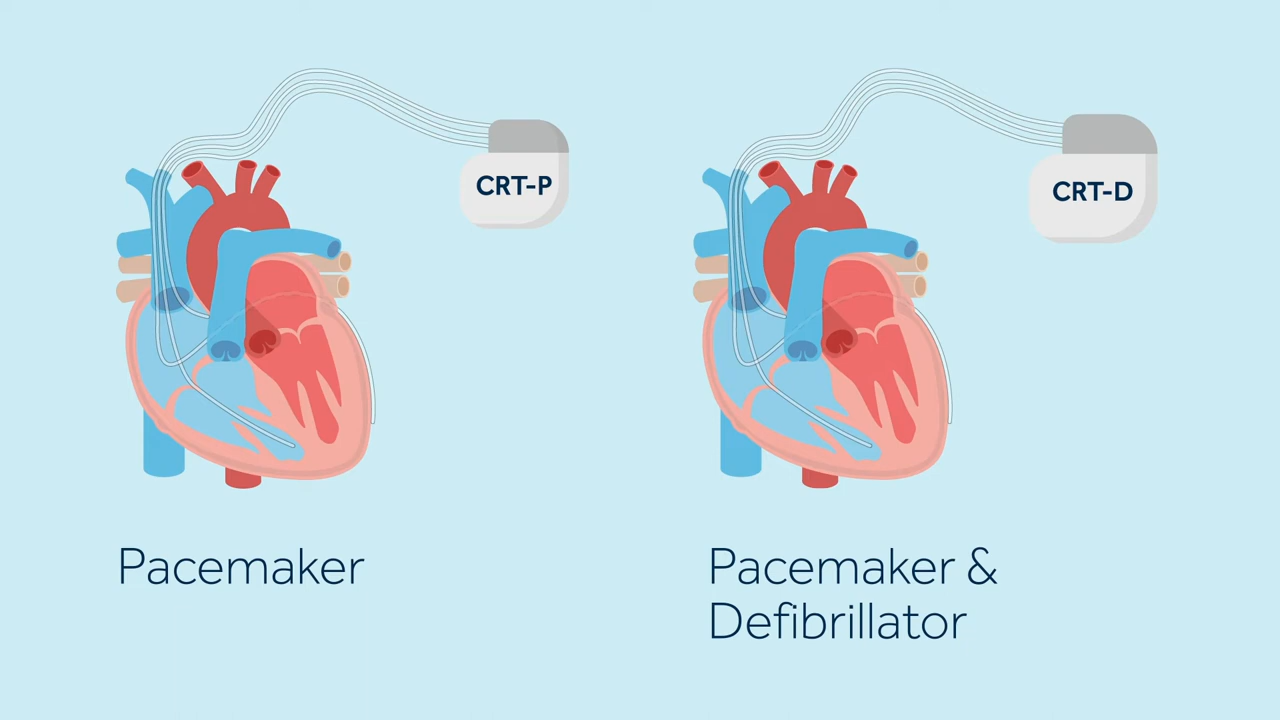 CRT-P
CRT-D
Pacemaker
Pacemaker &
Defibrillator